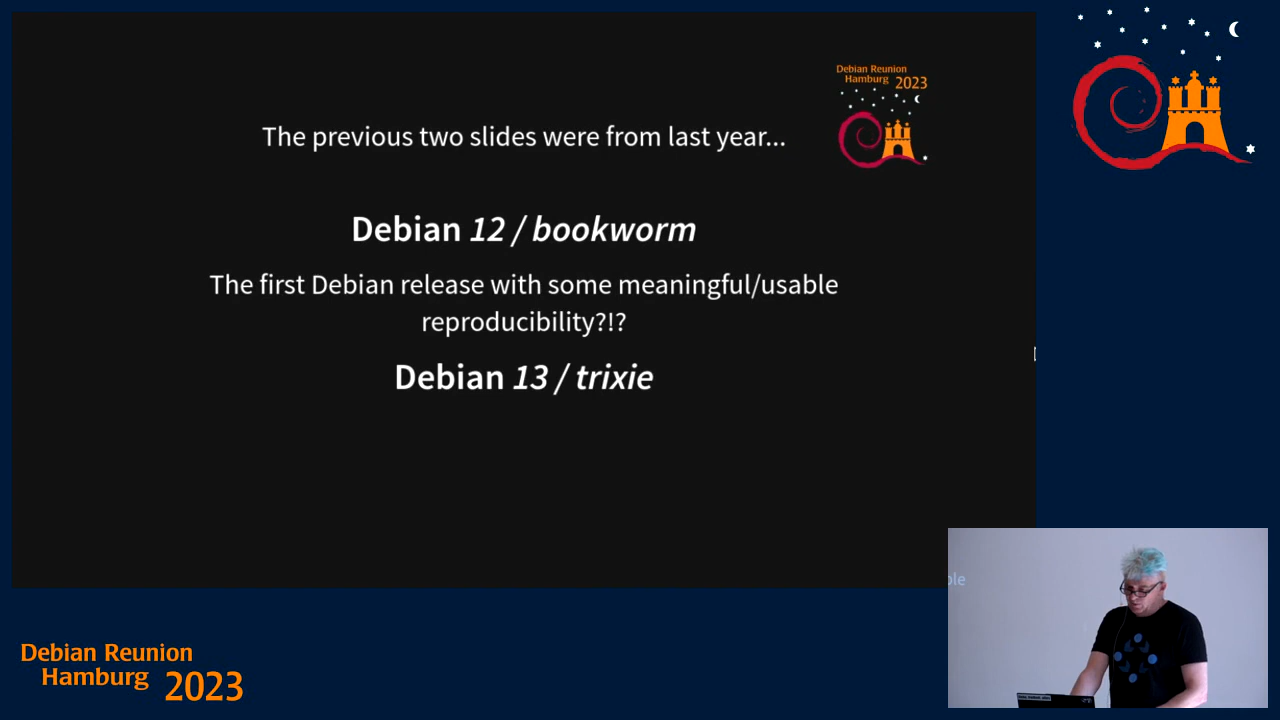 Debian Reunion
Hamburg 2023
The previous two slides were from last year...
Debian 12 / bookworm
The first Debian release with some meaningful/usable
reproducibility?!?
Debian 13 / trixie
Debian Reunion
Hamburg 2023